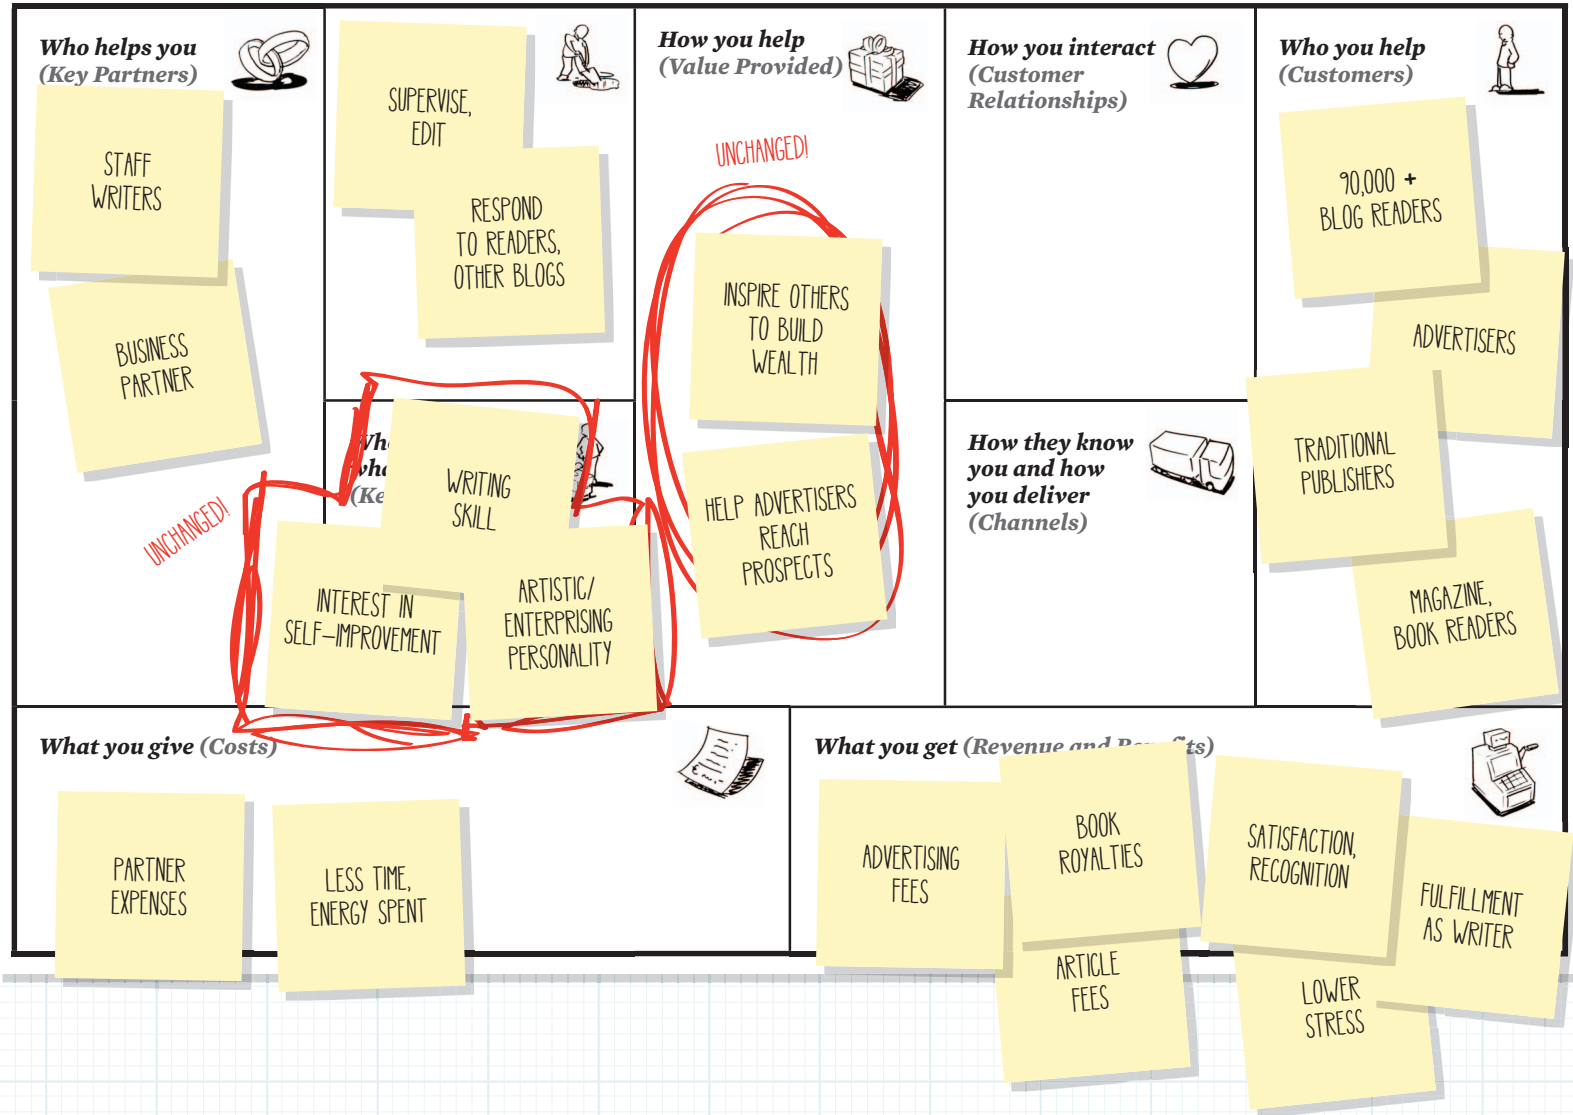 Who helps you
(Key Partners)
STAFF
WRITERS
BUSINESS
PARTNER
SUPERVISE,
EDIT
RESPOND
TO READERS,
OTHER BLOGS
UNCHANGED!
WRITING
SKILL
INTEREST IN
SELF–IMPROVEMENT
ARTISTIC/
ENTERPRISING
PERSONALITY
How you help
(Value Provided)
UNCHANGED!
INSPIRE OTHERS
TO BUILD
WEALTH
HELP ADVERTISERS
REACH
PROSPECTS
How you interact
(Customer
Relationships)
How they know
you and how
you deliver
(Channels)
Who you help
(Customers)
90,000 +
BLOG READERS
ADVERTISERS
TRADITIONAL
PUBLISHERS
MAGAZINE,
BOOK READERS
What you give (Costs)
PARTNER
EXPENSES
LESS TIME,
ENERGY SPENT
What you get (Revenue and
ADVERTISING
FEES
BOOK
ROYALTIES
ARTICLE
FEES
SATISFACTION,
RECOGNITION
FULFILLMENT
AS WRITER
LOWER
STRESS